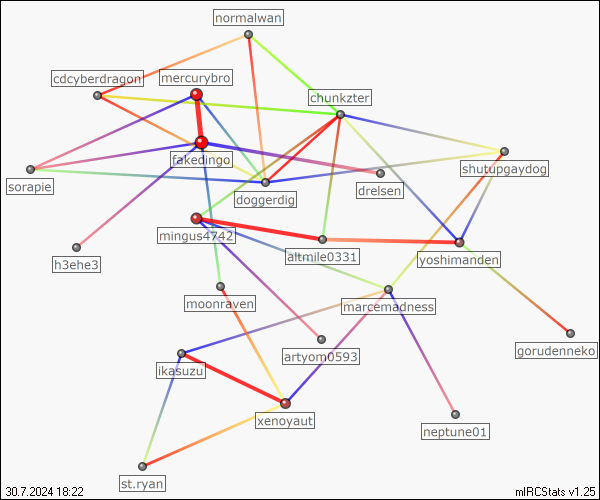 normalwan
cdcyberdragon
mercurybro
chunkzter
fakedingo
shutupgaydog
sorapie
drelsen
doggerdig
mingus4742
altmile0331
yoshimanden
h3ehe3
moonraven
marcemadness
artyom0593
gorudenneko
ikasuzu
xenoyaut
neptune01
st.ryan
30.7.2024 18:22
mIRCStats v1.25